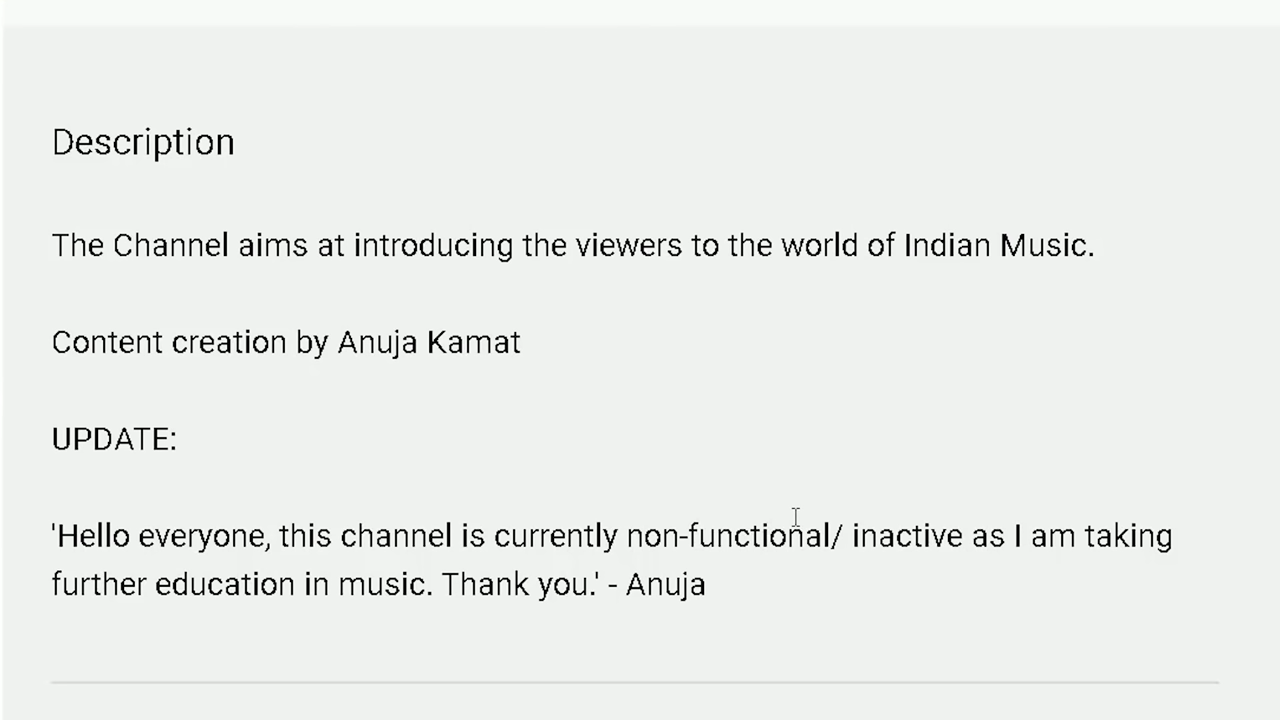 Description
The Channel aims at introducing the viewers to the world of Indian Music.
Content creation by Anuja Kamat
UPDATE:
'Hello everyone, this channel is currently non-functional/ inactive as I am taking
further education in music. Thank you.' - Anuja